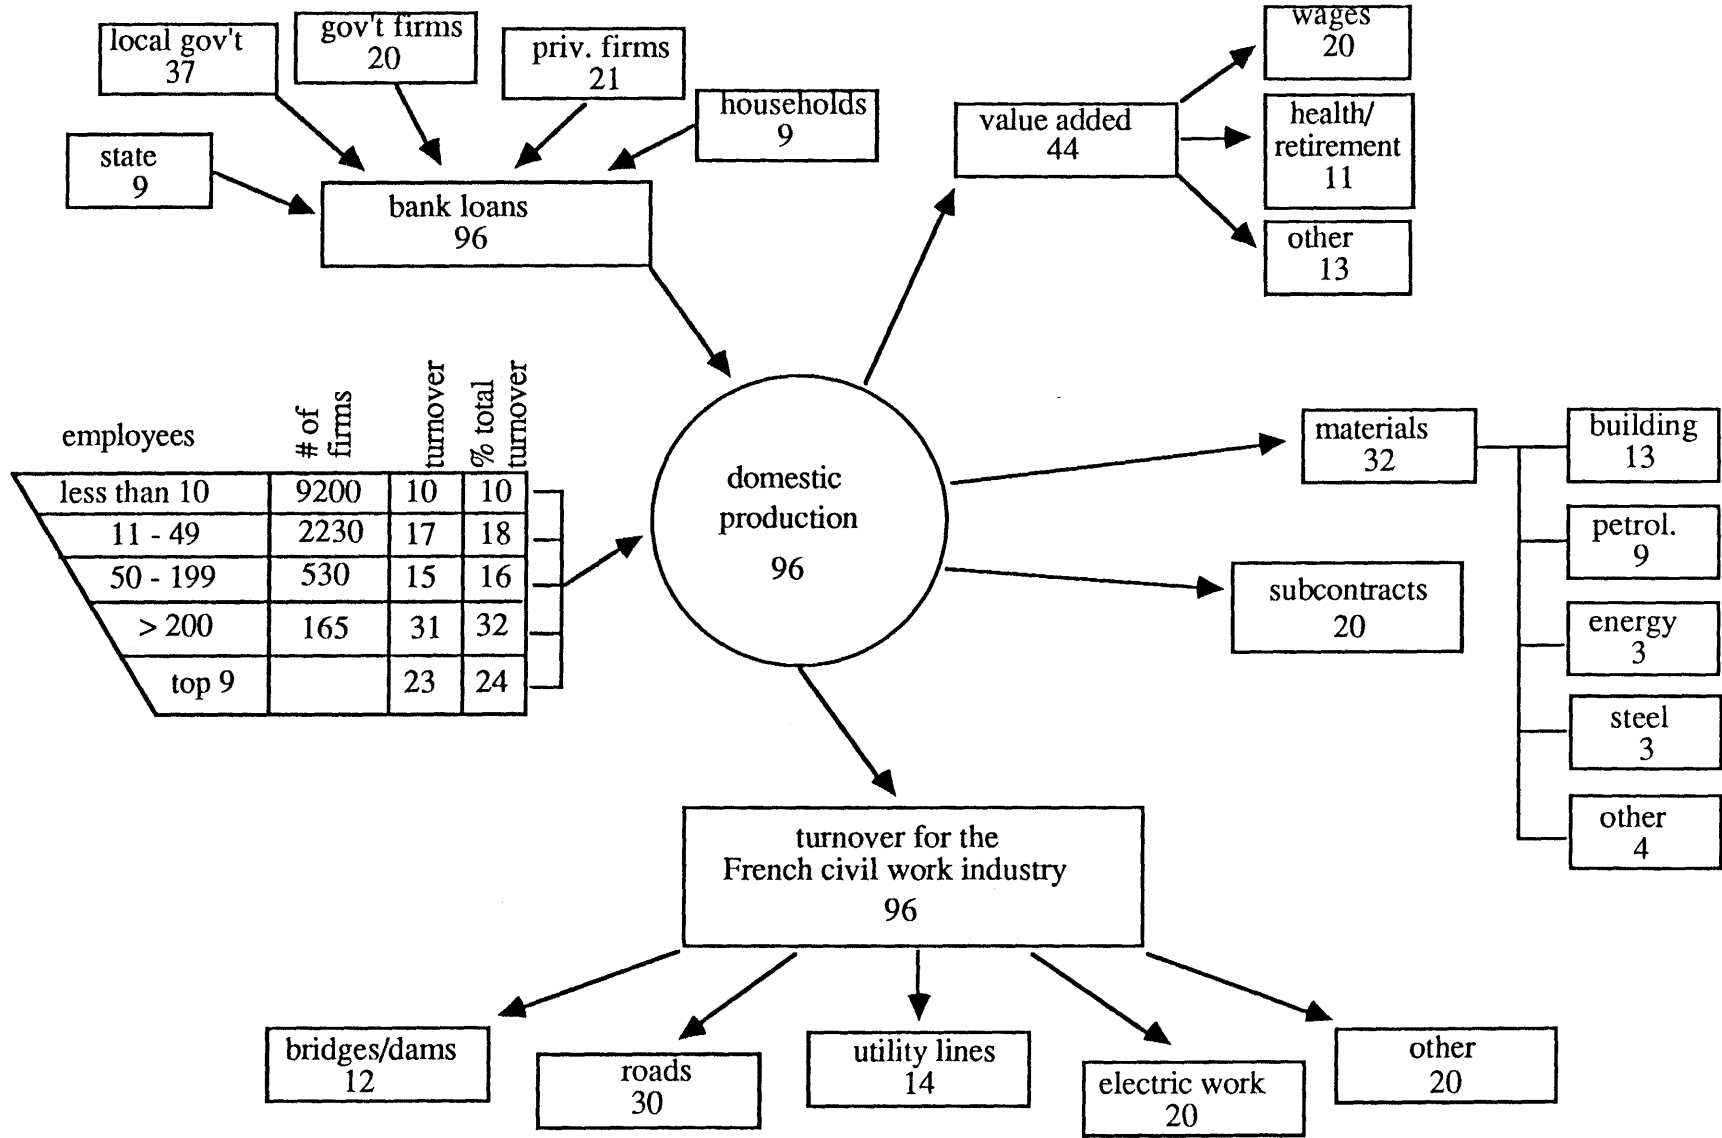 local gov't
37
gov't firms
20
priv. firms
21
households
9
state
9
bank loans
96
value added
44
wages
20
health/
retirement
11
other
13
employees
# of
firms
turnover
% total
turnover
less than 10 9200 10 10
11 - 49 2230 17 18
50 - 199 530 15 16
> 200 165 31 32
top 9 23 24
domestic
production
96
materials
32
building
13
petrol.
9
energy
3
steel
3
other
4
subcontracts
20
turnover for the
French civil work industry
96
bridges/dams
12
roads
30
utility lines
14
electric work
20
other
20